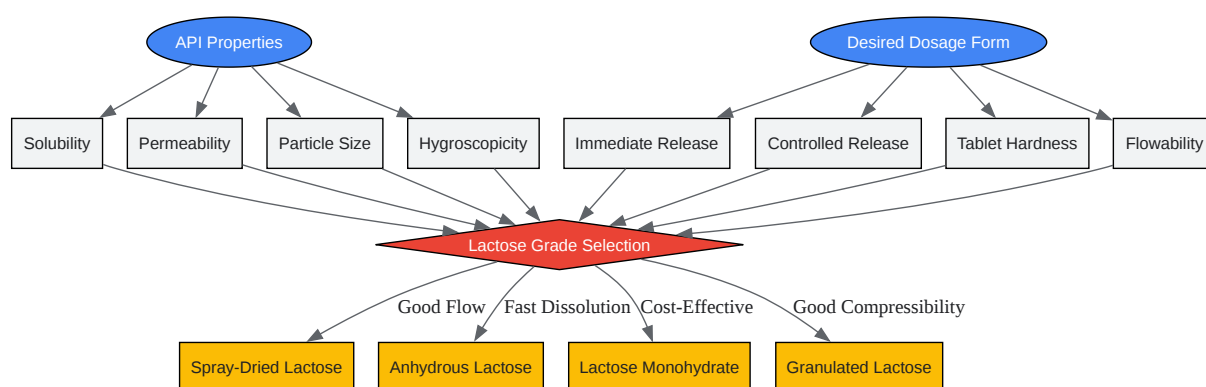 API Properties
Desired Dosage Form
Solubility
Permeability
Particle Size
Hygroscopicity
Immediate Release
Controlled Release
Tablet Hardness
Flowability
Lactose Grade Selection
Good Flow
Fast Dissolution
Cost-Effective
Good Compressibility
Spray-Dried Lactose
Anhydrous Lactose
Lactose Monohydrate
Granulated Lactose